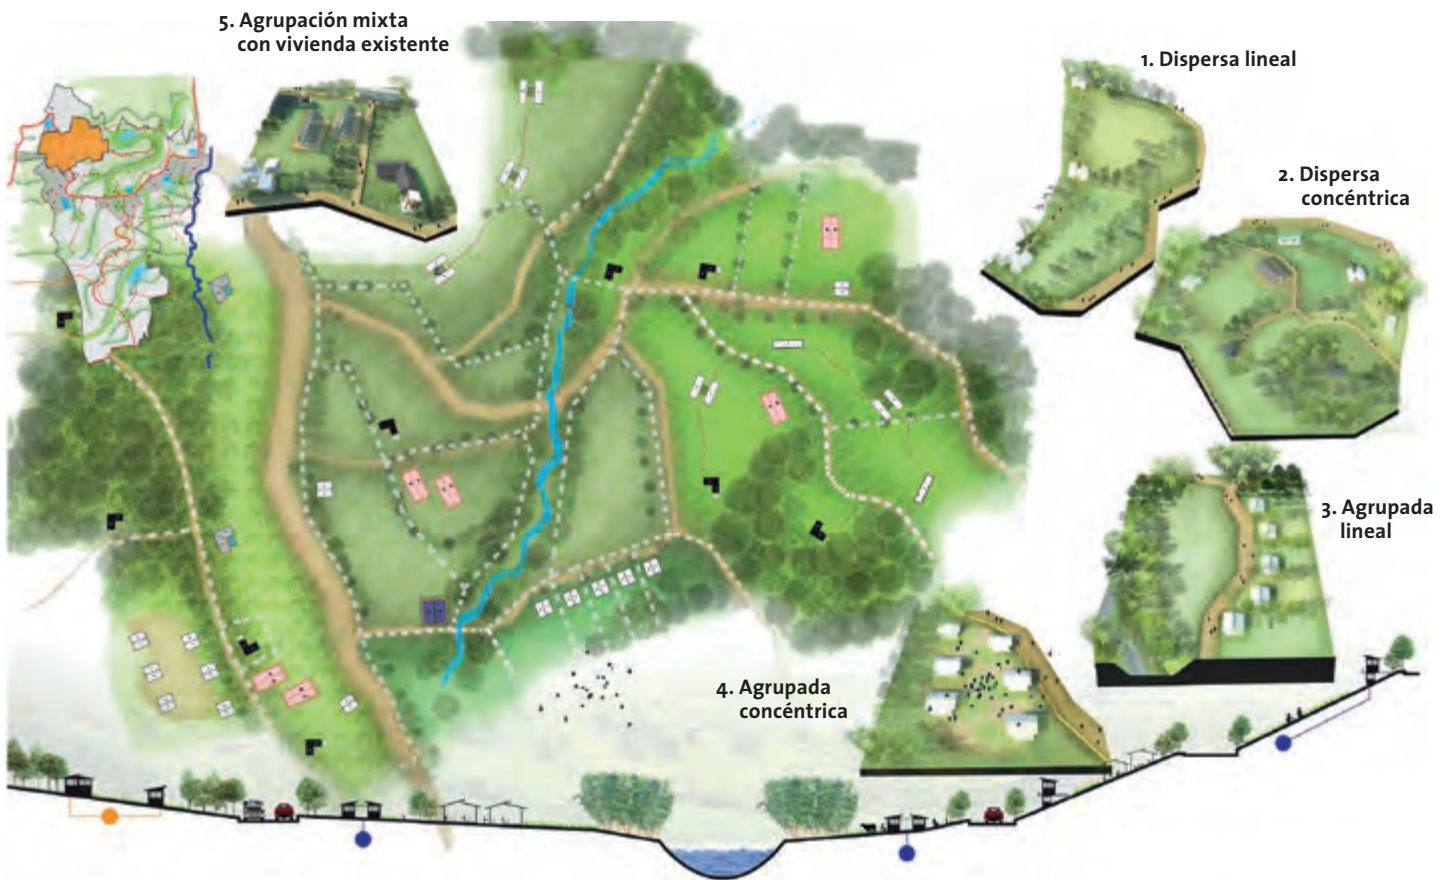 5. Agrupación mixta
con vivienda existente
1. Dispersa lineal
2. Dispersa
concéntrica
3. Agrupada
lineal
4. Agrupada
concéntrica